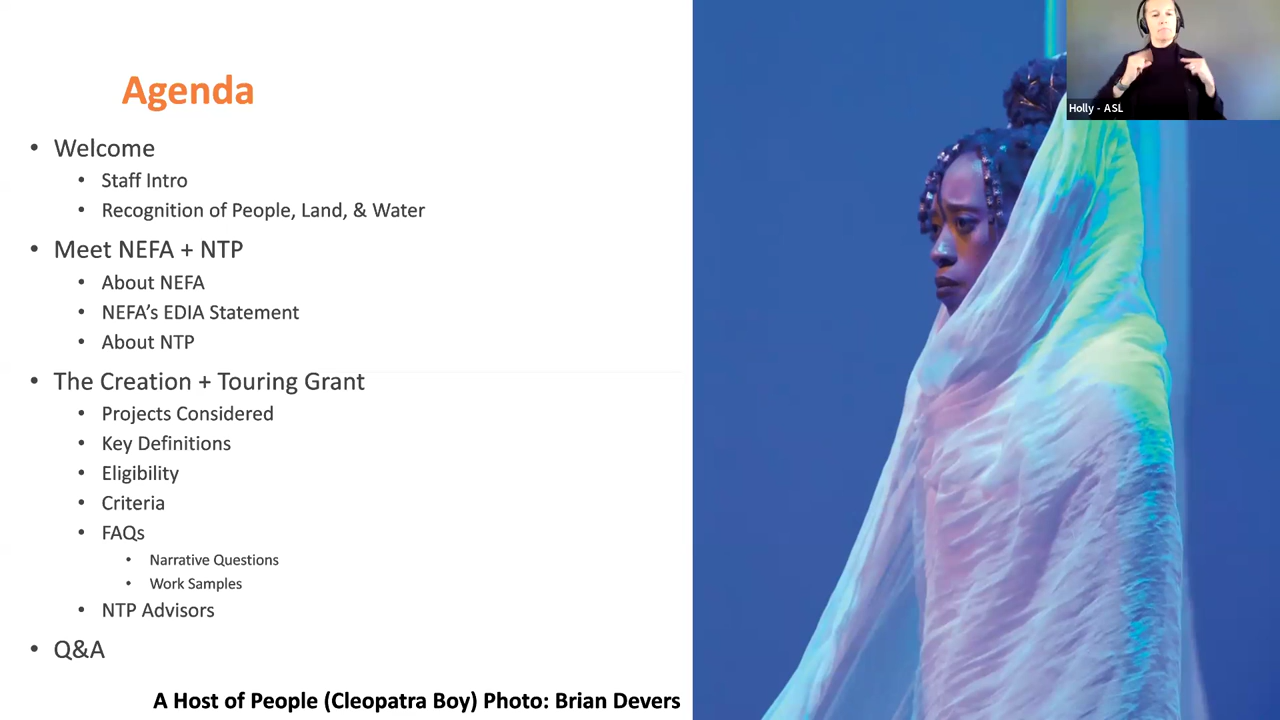 Agenda
• Welcome
• Staff Intro
• Recognition of People, Land, & Water
• Meet NEFA + NTP
• About NEFA
• NEFA’s EDIA Statement
• About NTP
• The Creation + Touring Grant
• Projects Considered
• Key Definitions
• Eligibility
• Criteria
• FAQs
• Narrative Questions
• Work Samples
• NTP Advisors
• Q&A
A Host of People (Cleopatra Boy) Photo: Brian Devers
Holly - ASL